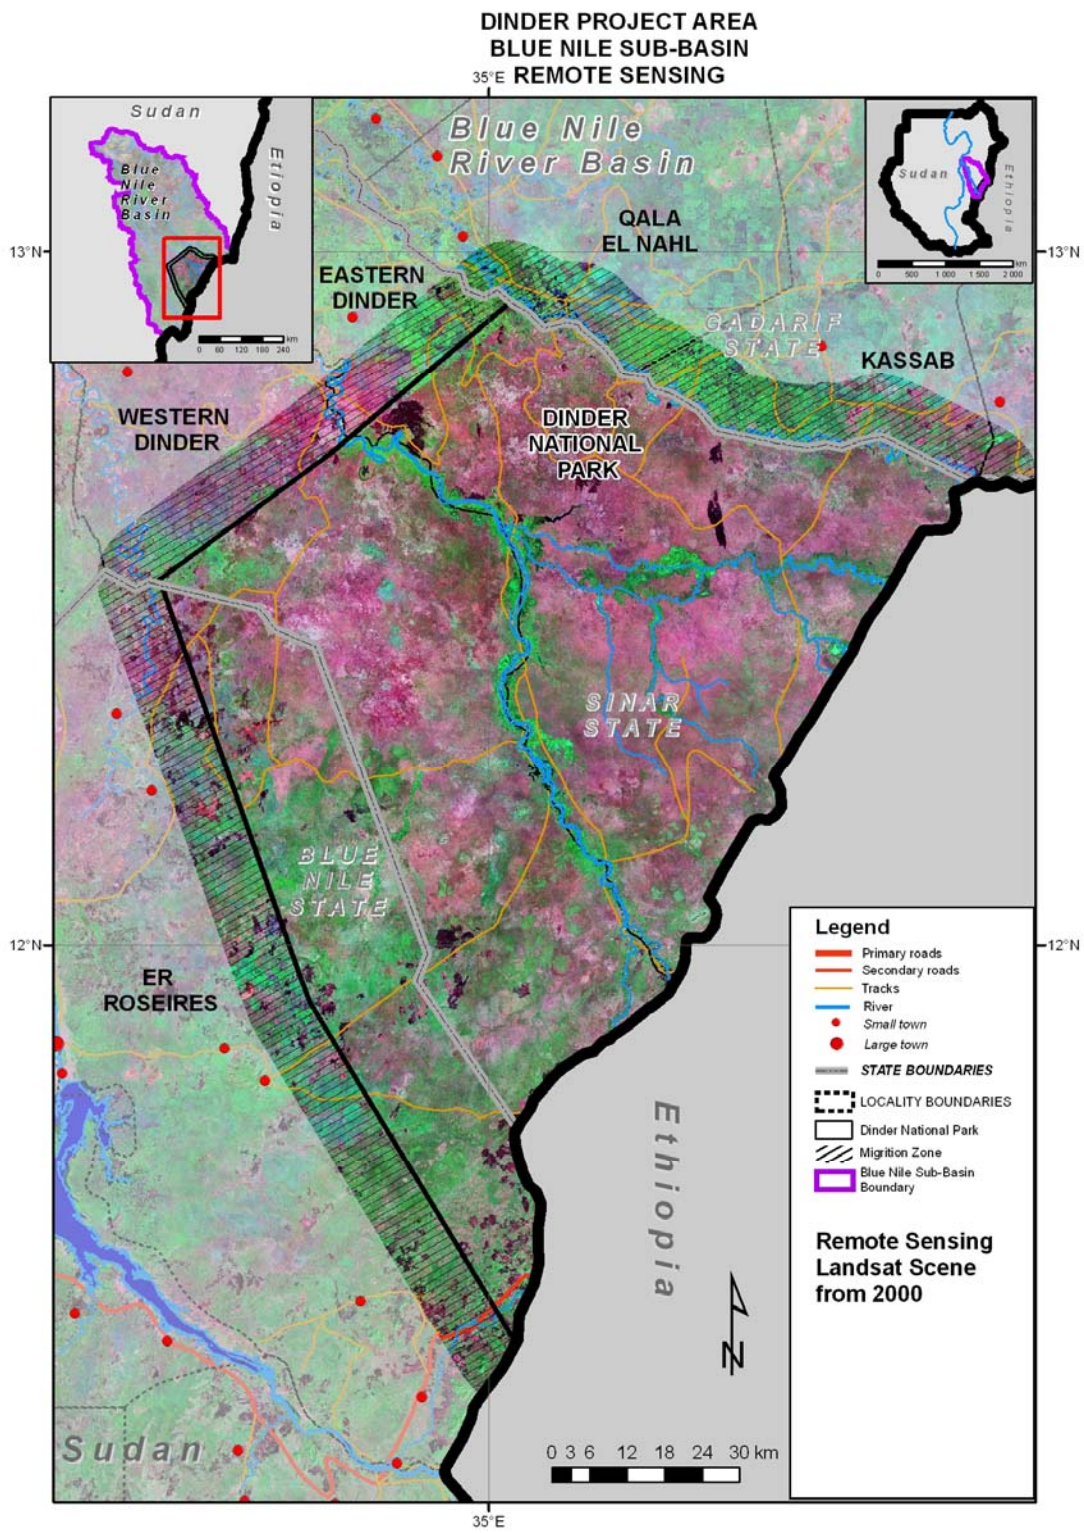 DINDER PROJECT AREA
BLUE NILE SUB-BASIN
REMOTE SENSING
35°E
Sudan
Blue
Nile
River
Basin
Etiopia
0 60 120 180 240 km
Blue Nile
River Basin
Sudan
Ethiopia
km
0 500 1 000 1 500 2 000
13°N
13°N
QALA
EL NAHL
EASTERN
DINDER
GADARIF
STATE
KASSAB
WESTERN
DINDER
DINDER
NATIONAL
PARK
SINAR
STATE
BLUE
NILE
STATE
12°N
12°N
ER
ROSEIRES
Ethiopia
Sudan
Legend
Primary roads
Secondary roads
Tracks
River
Small town
Large town
STATE BOUNDARIES
LOCALITY BOUNDARIES
Dinder National Park
Migrition Zone
Blue Nile Sub-Basin
Boundary
Remote Sensing
Landsat Scene
from 2000
N
0 3 6 12 18 24 30 km
35°E